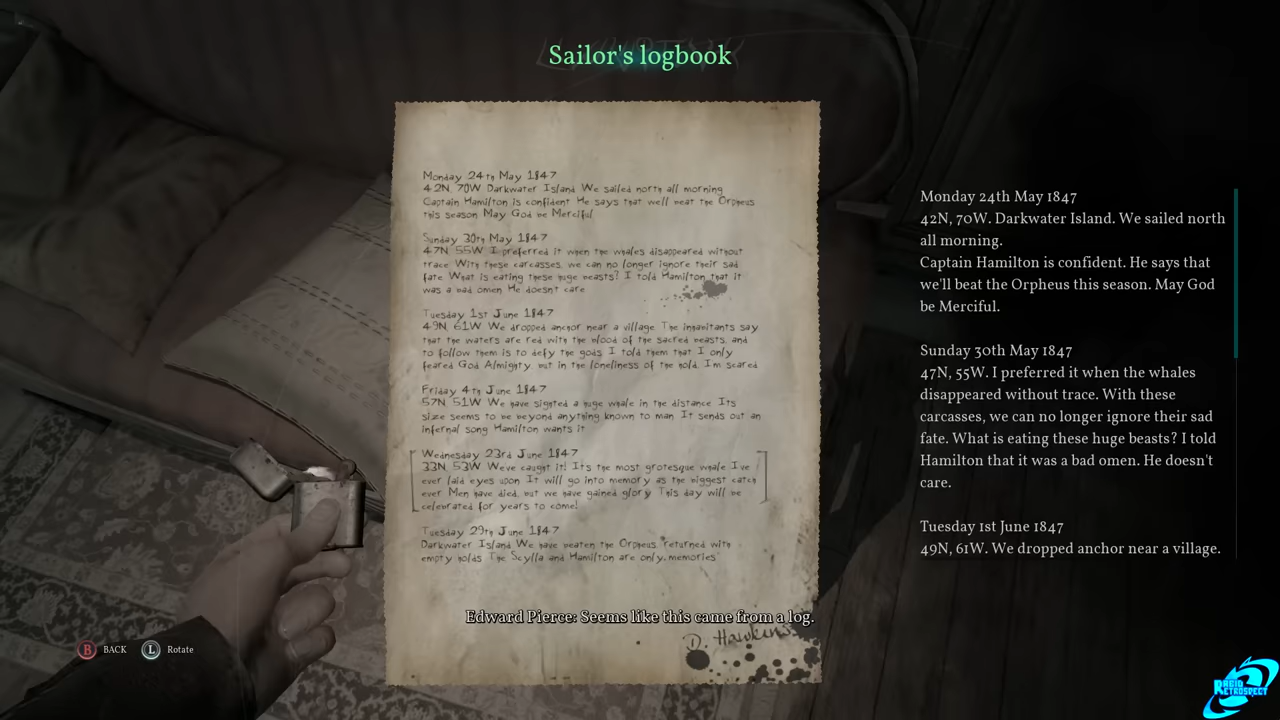 Sailor's logbook
Monday 24th May 1847
42N, 70W Darkwater Island We sailed north all morning
Captain Hamilton is confident He says that we'll beat the Orpheus
this season May God be Merciful
Sunday 30th May 1847
47N 55W I preferred it when the whales disappeared without
trace With these carcasses, we can no longer ignore their sad
fate What is eating these huge beasts? I told Hamilton that it
was a bad omen He doesn't care
Tuesday 1st June 1847
49N, 61W We dropped anchor near a village The inhabitants say
that the waters are red with the blood of the sacred beasts, and
to follow them is to defy the gods I told them that I only
feared God Almighty but in the loneliness of the hold, I'm scared
Friday 4th June 1847
57N 51W We have sighted a huge whale in the distance Its
size seems to be beyond anything known to man It sends out an
infernal song Hamilton wants it
Wednesday 23rd June 1847
33N, 53W We've caught it! It's the most grotesque whale I've
ever laid eyes upon It will go into memory as the biggest catch
ever Men have died, but we have gained glory This day will be
celebrated for years to come!
Tuesday 29th June 1847
Darkwater Island We have beaten the Orpheus returned with
empty holds The Scylla and Hamilton are only memories
D. Hawkins
Monday 24th May 1847
42N, 70W. Darkwater Island. We sailed north
all morning.
Captain Hamilton is confident. He says that
we'll beat the Orpheus this season. May God
be Merciful.
Sunday 30th May 1847
47N, 55W. I preferred it when the whales
disappeared without trace. With these
carcasses, we can no longer ignore their sad
fate. What is eating these huge beasts? I told
Hamilton that it was a bad omen. He doesn't
care.
Tuesday 1st June 1847
49N, 61W. We dropped anchor near a village.
Edward Pierce: Seems like this came from a log.
B BACK L Rotate
RETROSPECT